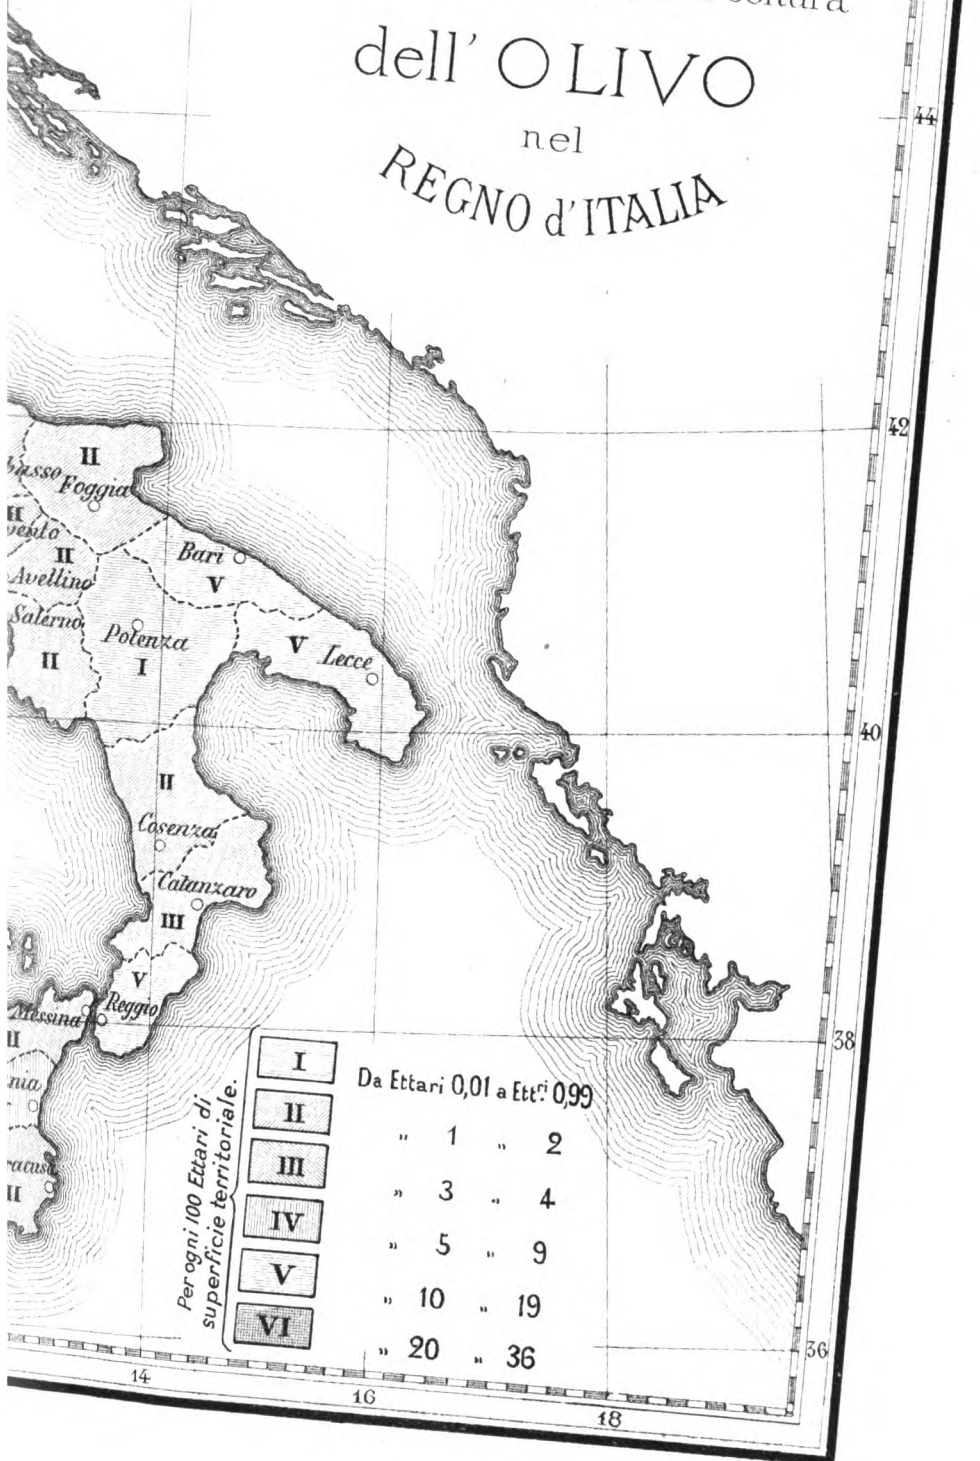 dell' OLIVO
nel
REGNO d'ITALIA
44
42
II
Foggia
II
II
Avellino
Bari
V
Salerno
II
Potenza
I
V
Lecce
40
II
Cosenza
Catanzaro
III
V
Reggio
Messina
II
38
II
Per ogni 100 Ettari di
superficie territoriale.
I Da Ettari 0,01 a Ett.ri 0,99
II " 1 " 2
III " 3 " 4
IV " 5 " 9
V " 10 " 19
VI " 20 " 36
36
14
16
18